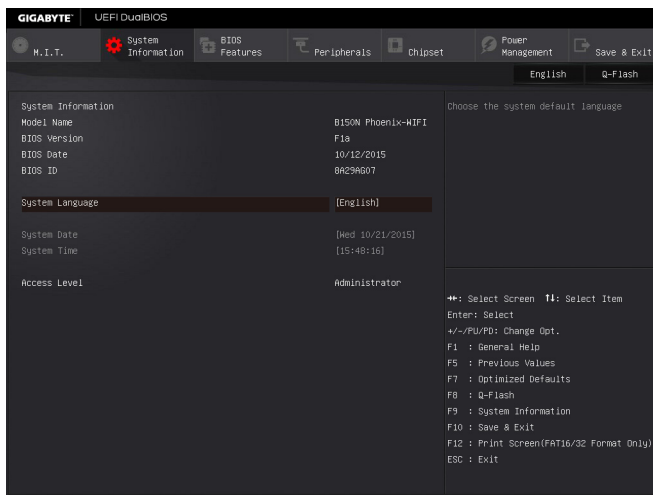 GIGABYTE™ UEFI DualBIOS
M.I.T.
System Information
BIOS Features
Peripherals
Chipset
Power Management
Save & Exit
English Q-Flash
System Information
Model Name B150N Phoenix-WIFI
BIOS Version F1a
BIOS Date 10/12/2015
BIOS ID 8A29AG07
System Language [English]
System Date [Wed 10/21/2015]
System Time [15:48:16]
Access Level Administrator
Choose the system default language
→←: Select Screen ↑↓: Select Item
Enter: Select
+/-/PU/PD: Change Opt.
F1 : General Help
F5 : Previous Values
F7 : Optimized Defaults
F8 : Q-Flash
F9 : System Information
F10 : Save & Exit
F12 : Print Screen(FAT16/32 Format Only)
ESC : Exit